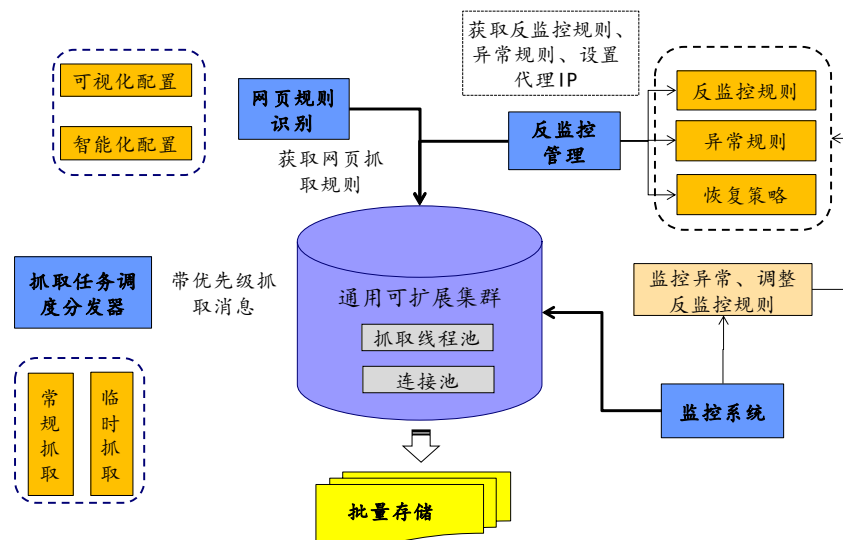 获取反监控规则、
异常规则、设置
代理IP
可视化配置
智能化配置
网页规则
识别
反监控
管理
反监控规则
异常规则
恢复策略
获取网页抓
取规则
抓取任务调
度分发器
带优先级抓
取消息
通用可扩展集群
抓取线程池
连接池
监控异常、调整
反监控规则
监控系统
常规抓取
临时抓取
批量存储